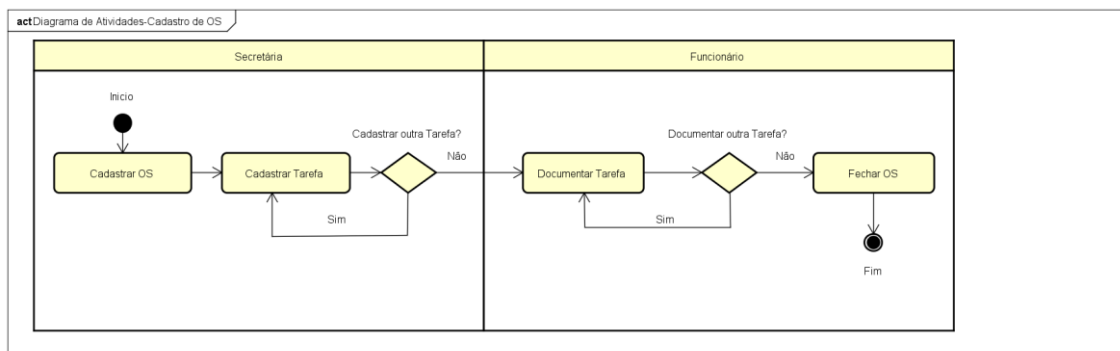 act Diagrama de Atividades-Cadastro de OS
Secretária
Funcionário
Inicio
Cadastrar outra Tarefa?
Documentar outra Tarefa?
Não
Não
Cadastrar OS
Cadastrar Tarefa
Documentar Tarefa
Fechar OS
Sim
Sim
Fim